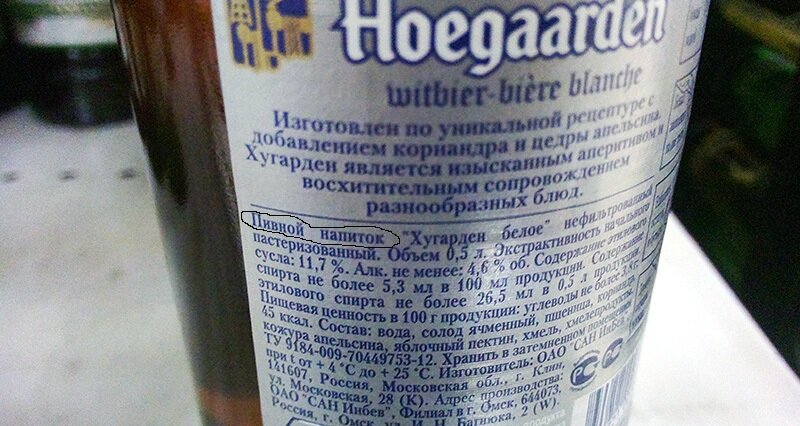 Hoegaarden
witbier-bière blanche
Изготовлен по уникальной рецептуре с
добавлением кориандра и цедры апельсина.
Хугарден является изысканным аперитивом и
восхитительным сопровождением
разнообразных блюд.
Пивной напиток "Хугарден белое" нефильтрованный
пастеризованный. Объем 0,5 л. Экстрактивность начального
сусла: 11,7 %. Алк. не менее: 4,6 % об. Содержание этилового
спирта не более 5,3 мл в 100 мл продукции. Содержание
этилового спирта не более 26,5 мл в 0,5 л продукции.
Пищевая ценность в 100 г продукции: углеводы не более
45 ккал. Состав: вода, солод ячменный, пшеница, кориандр,
кожура апельсина, яблочный пектин, хмель, хмелепродукты.
ТУ 9184-009-70449753-12. Хранить в затемненном помещении
при t от + 4 °С до + 25 °С. Изготовитель: ОАО "САН ИнБев",
141607, Россия, Московская обл., г. Клин,
ул. Московская, 28 (К). Адрес производства:
ОАО "САН Инбев", Филиал в г. Омск, 644073,
Россия, г. Омск, ул. И. Н. Багнюка, 2 (W).